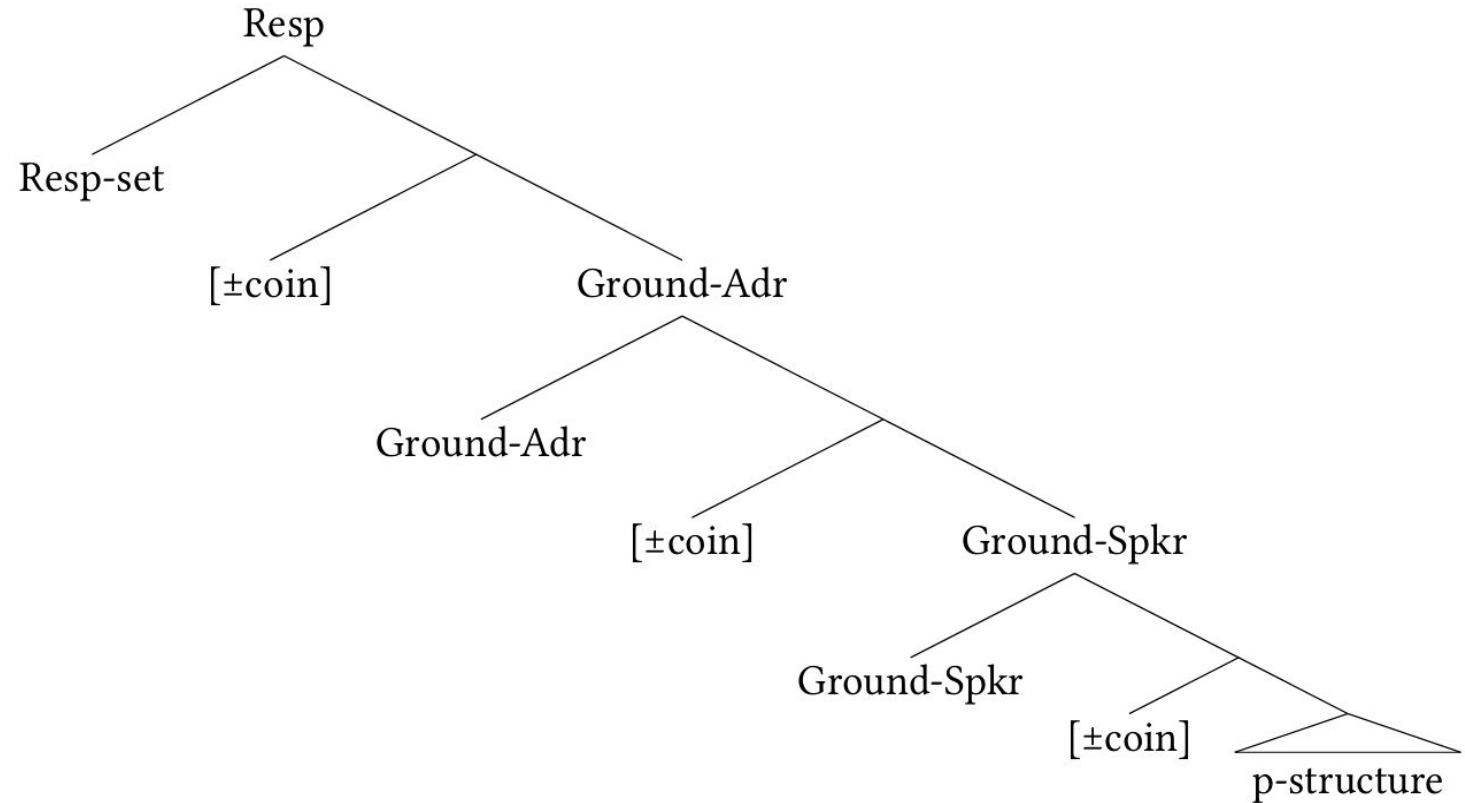 Resp
Resp-set
[±coin]
Ground-Adr
Ground-Adr
[±coin]
Ground-Spkr
Ground-Spkr
[±coin]
p-structure